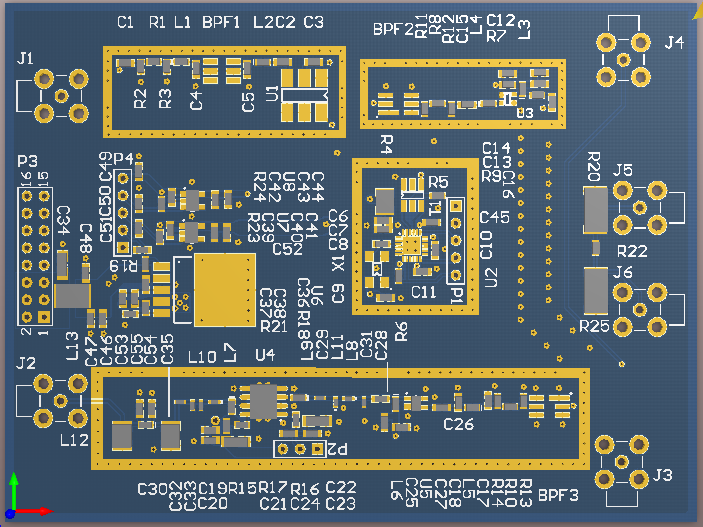 C1 R1 L1 BPF1 L2 C2 C3
BPF2 R11 R8 R12 C15 L4 C12 R7 L3
J4
J1
R2 R3 C4 C5 U1
U3
R4
C14
C13
R9 C16
P3
P4 C49
16 15
C51 C50
R24 C42 U8 C43 C44
R5
R20
J5
C34
C48
R19
R23 C39 U7 C40 C41
C52
C6
C7
C8
C45
C10
U2
R22
1X
C9
C11
P1
J6
C37 C38 U6 C36 R18
R21
R25
2 1
L13 C47 C46 C53 C55 C54 C35
L10 L7 U4
L9 C29 L11 L8 C31 C28 R6
J2
L12
C26
P2
J3
C30 C32 C33 C19 R15 R17 R16 C22
C20 C21 C24 C23
L6 C25 U5 C27 C18 L5 C17 R14 R10 R13
BPF3